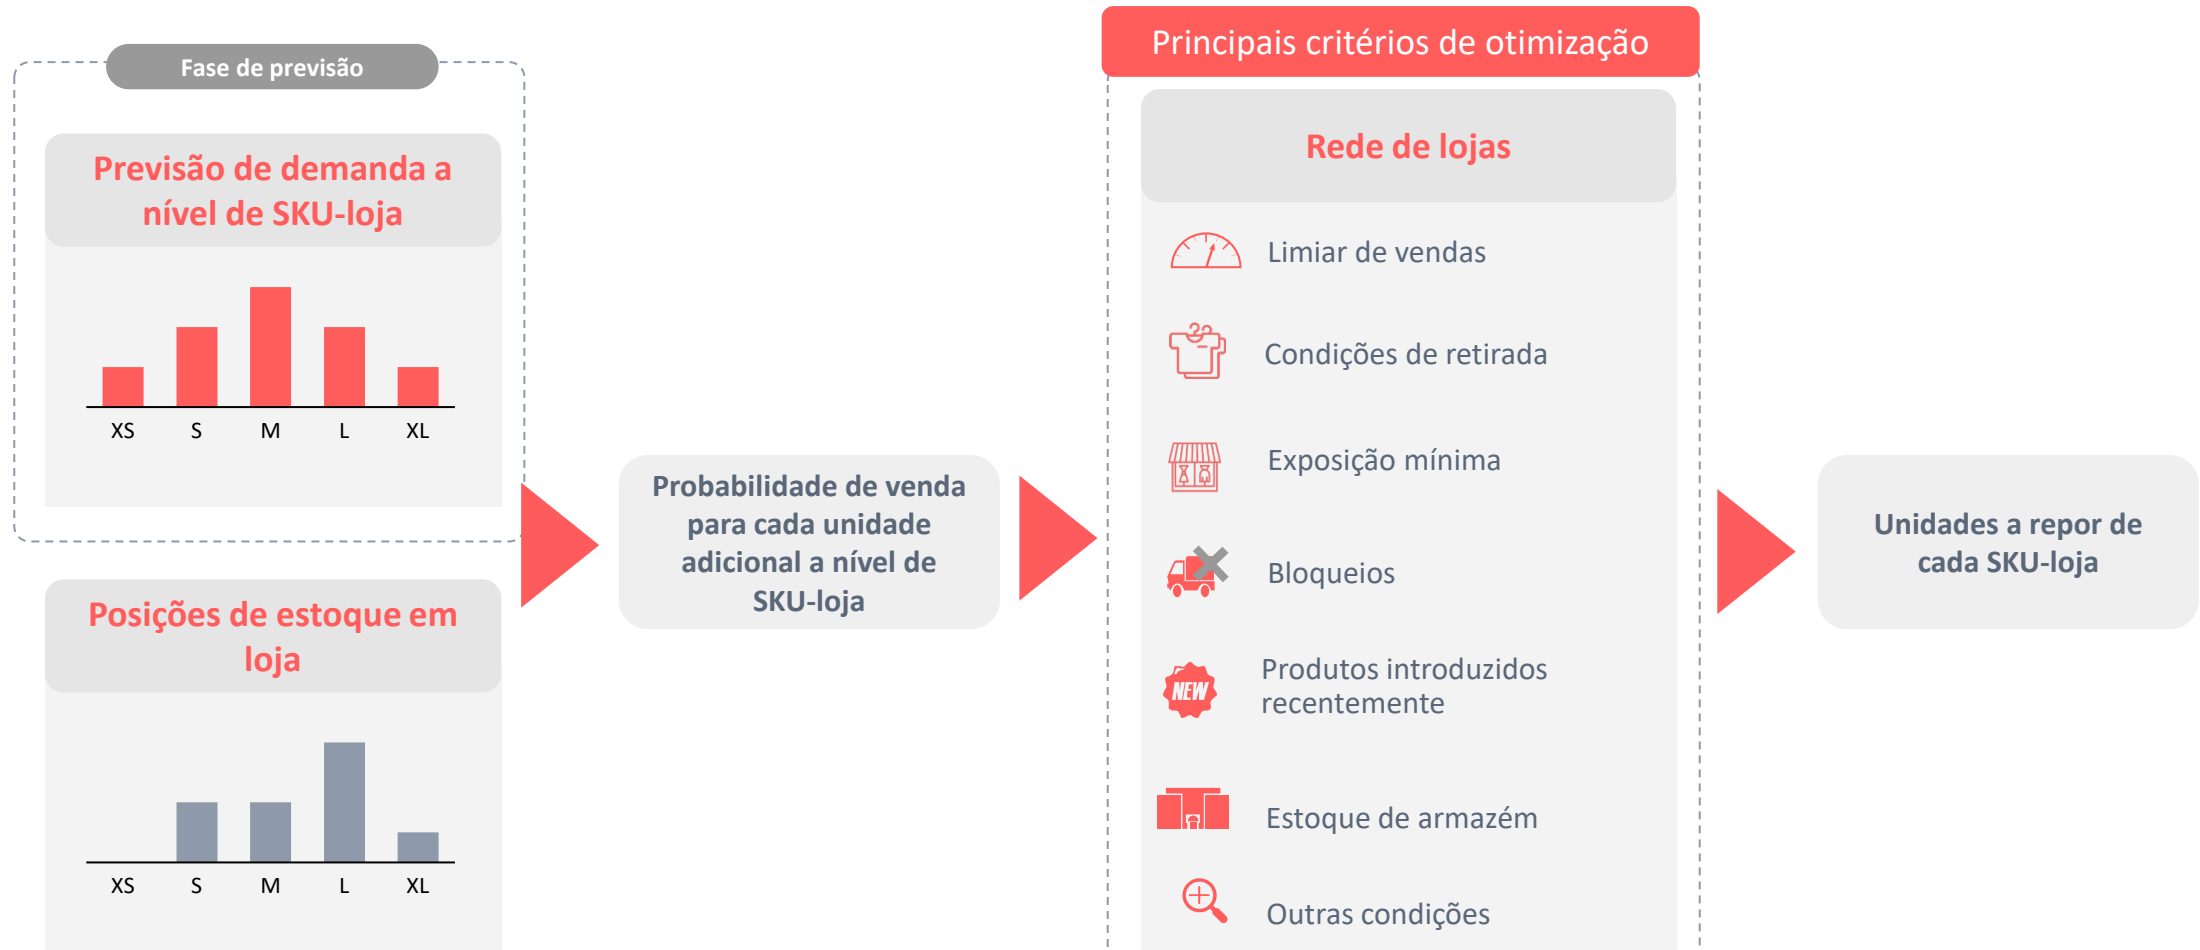 Fase de previsão
Previsão de demanda a
nível de SKU-loja
XS S M L XL
Posições de estoque em
loja
XS S M L XL
Probabilidade de venda
para cada unidade
adicional a nível de
SKU-loja
Principais critérios de otimização
Rede de lojas
Limiar de vendas
Condições de retirada
Exposição mínima
Bloqueios
NEW
Produtos introduzidos
recentemente
Estoque de armazém
Outras condições
Unidades a repor de
cada SKU-loja